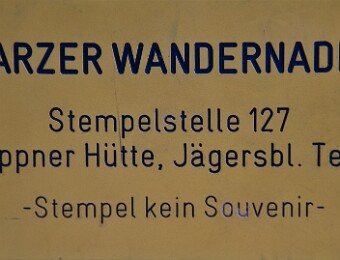 ARZER WANDERNADE
Stempelstelle 127
ppner Hütte, Jägersbl. Te
-Stempel kein Souvenir-